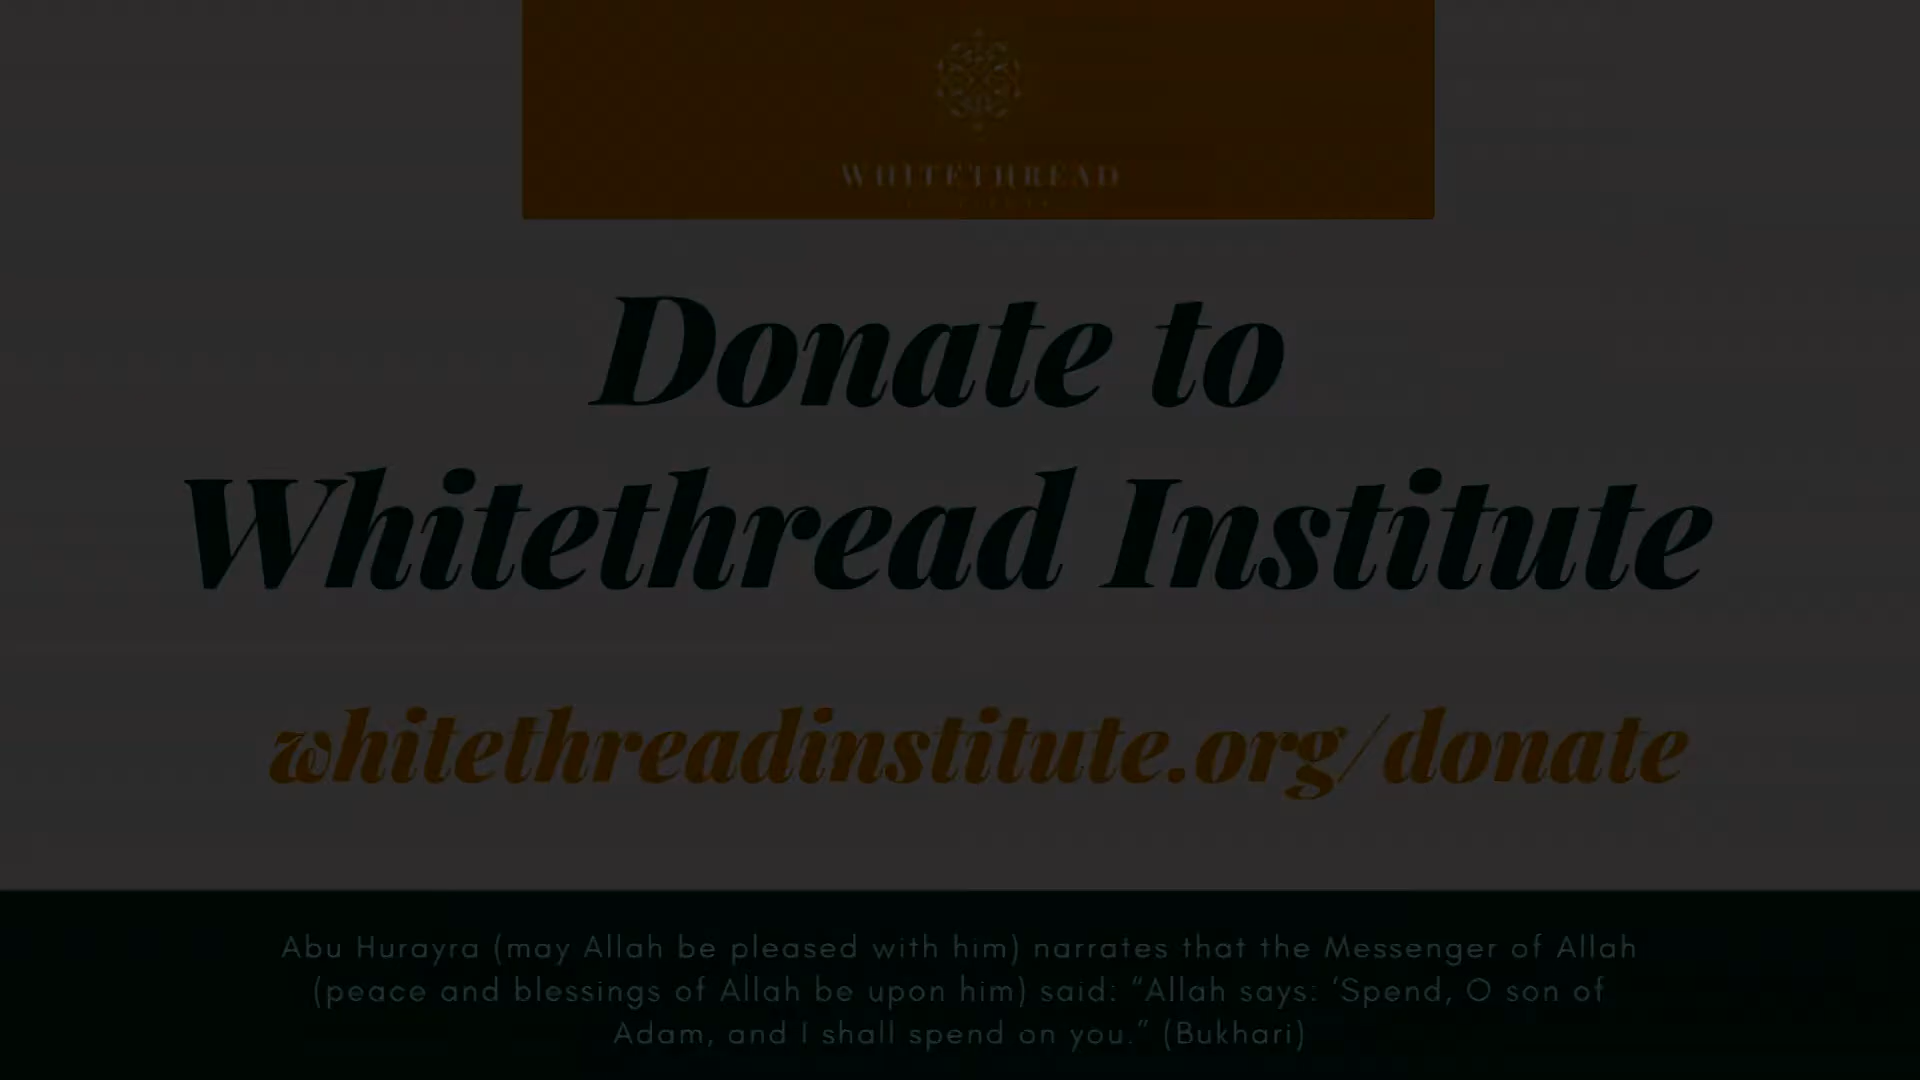 WHITETHREAD
Donate to
Whitethread Institute
whitethreadinstitute.org/donate
Abu Hurayra (may Allah be pleased with him) narrates that the Messenger of Allah
(peace and blessings of Allah be upon him) said: “Allah says: ‘Spend, O son of
Adam, and I shall spend on you.” (Bukhari)